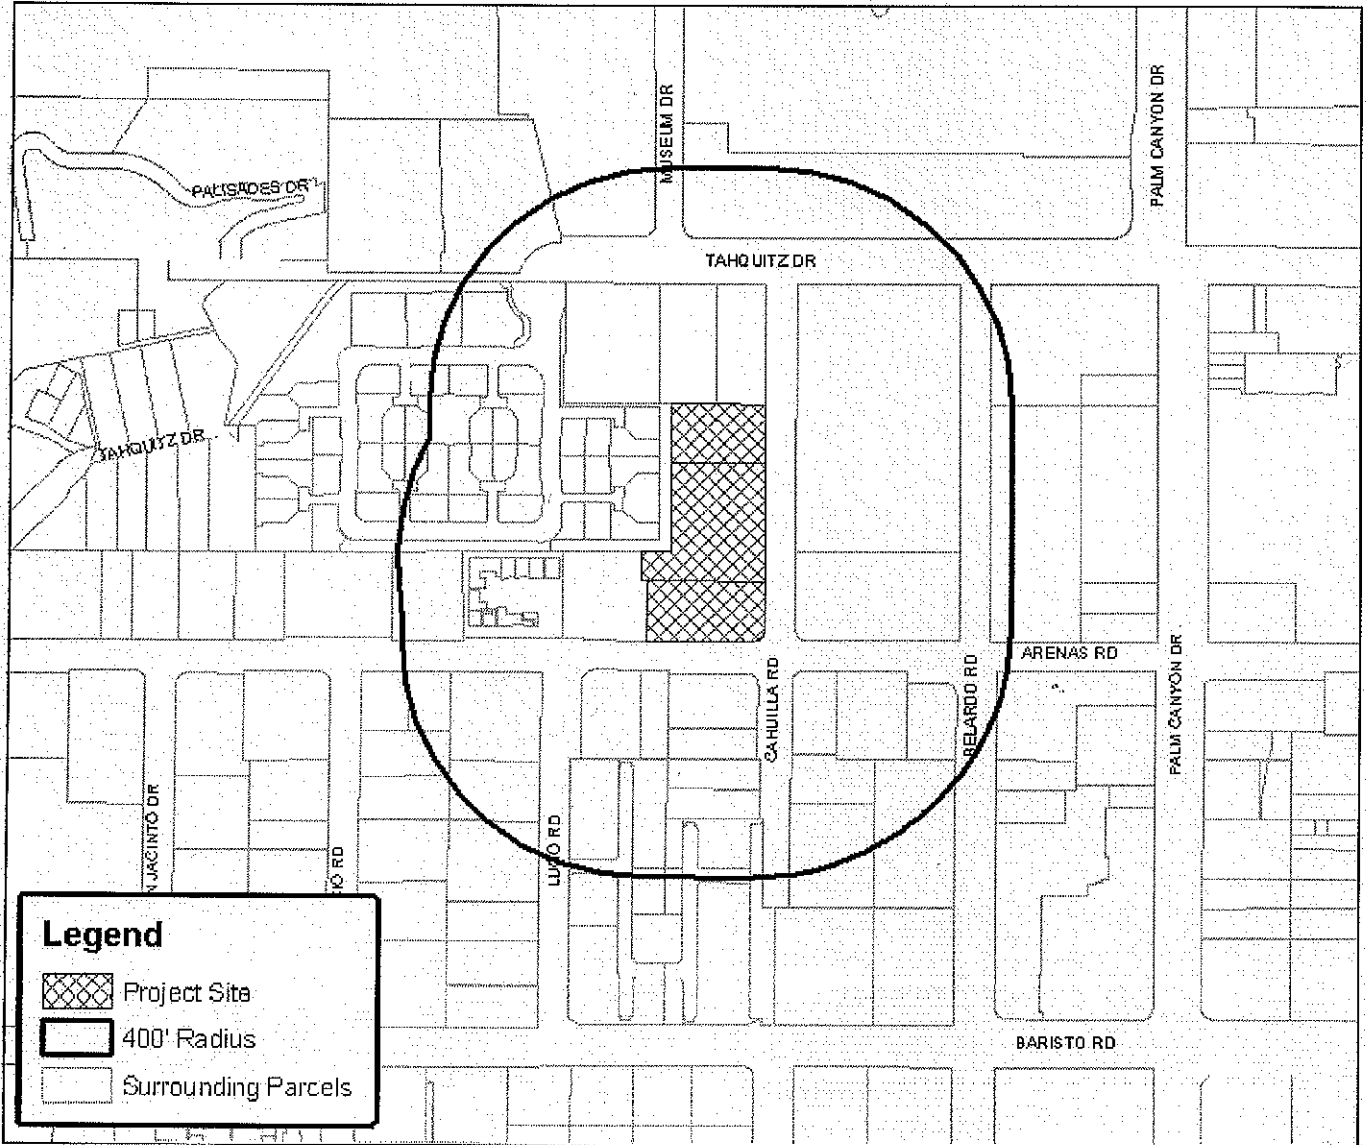 MUSEUM DR
PALM CANYON DR
PALISADES DR
TAHQUITZ DR
TAHQUITZ DR
ARENAS RD
CAHUILLA RD
BELARDO RD
PALM CANYON DR
N JACINTO DR
RD
LUGO RD
BARISTO RD
Legend
Project Site
400' Radius
Surrounding Parcels